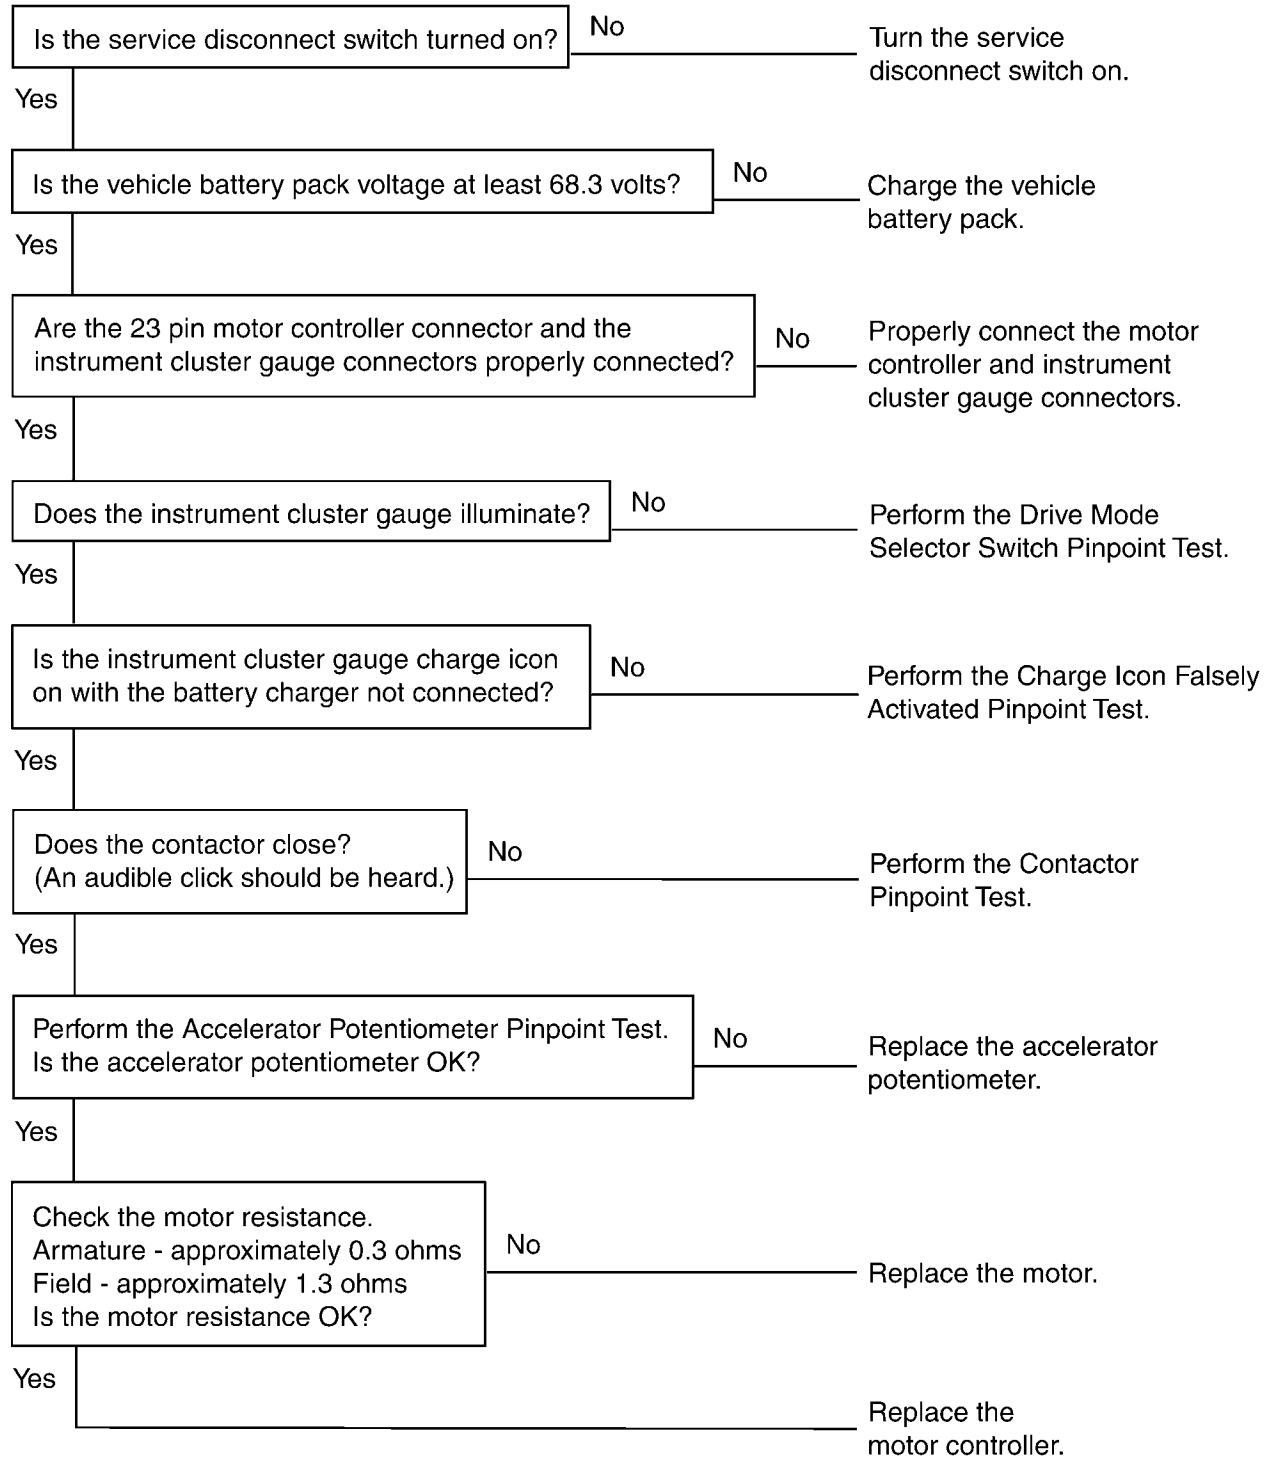 Is the service disconnect switch turned on?
No
Turn the service
disconnect switch on.
Yes
Is the vehicle battery pack voltage at least 68.3 volts?
No
Charge the vehicle
battery pack.
Yes
Are the 23 pin motor controller connector and the
instrument cluster gauge connectors properly connected?
No
Properly connect the motor
controller and instrument
cluster gauge connectors.
Yes
Does the instrument cluster gauge illuminate?
No
Perform the Drive Mode
Selector Switch Pinpoint Test.
Yes
Is the instrument cluster gauge charge icon
on with the battery charger not connected?
No
Perform the Charge Icon Falsely
Activated Pinpoint Test.
Yes
Does the contactor close?
(An audible click should be heard.)
No
Perform the Contactor
Pinpoint Test.
Yes
Perform the Accelerator Potentiometer Pinpoint Test.
Is the accelerator potentiometer OK?
No
Replace the accelerator
potentiometer.
Yes
Check the motor resistance.
Armature - approximately 0.3 ohms
Field - approximately 1.3 ohms
Is the motor resistance OK?
No
Replace the motor.
Yes
Replace the
motor controller.